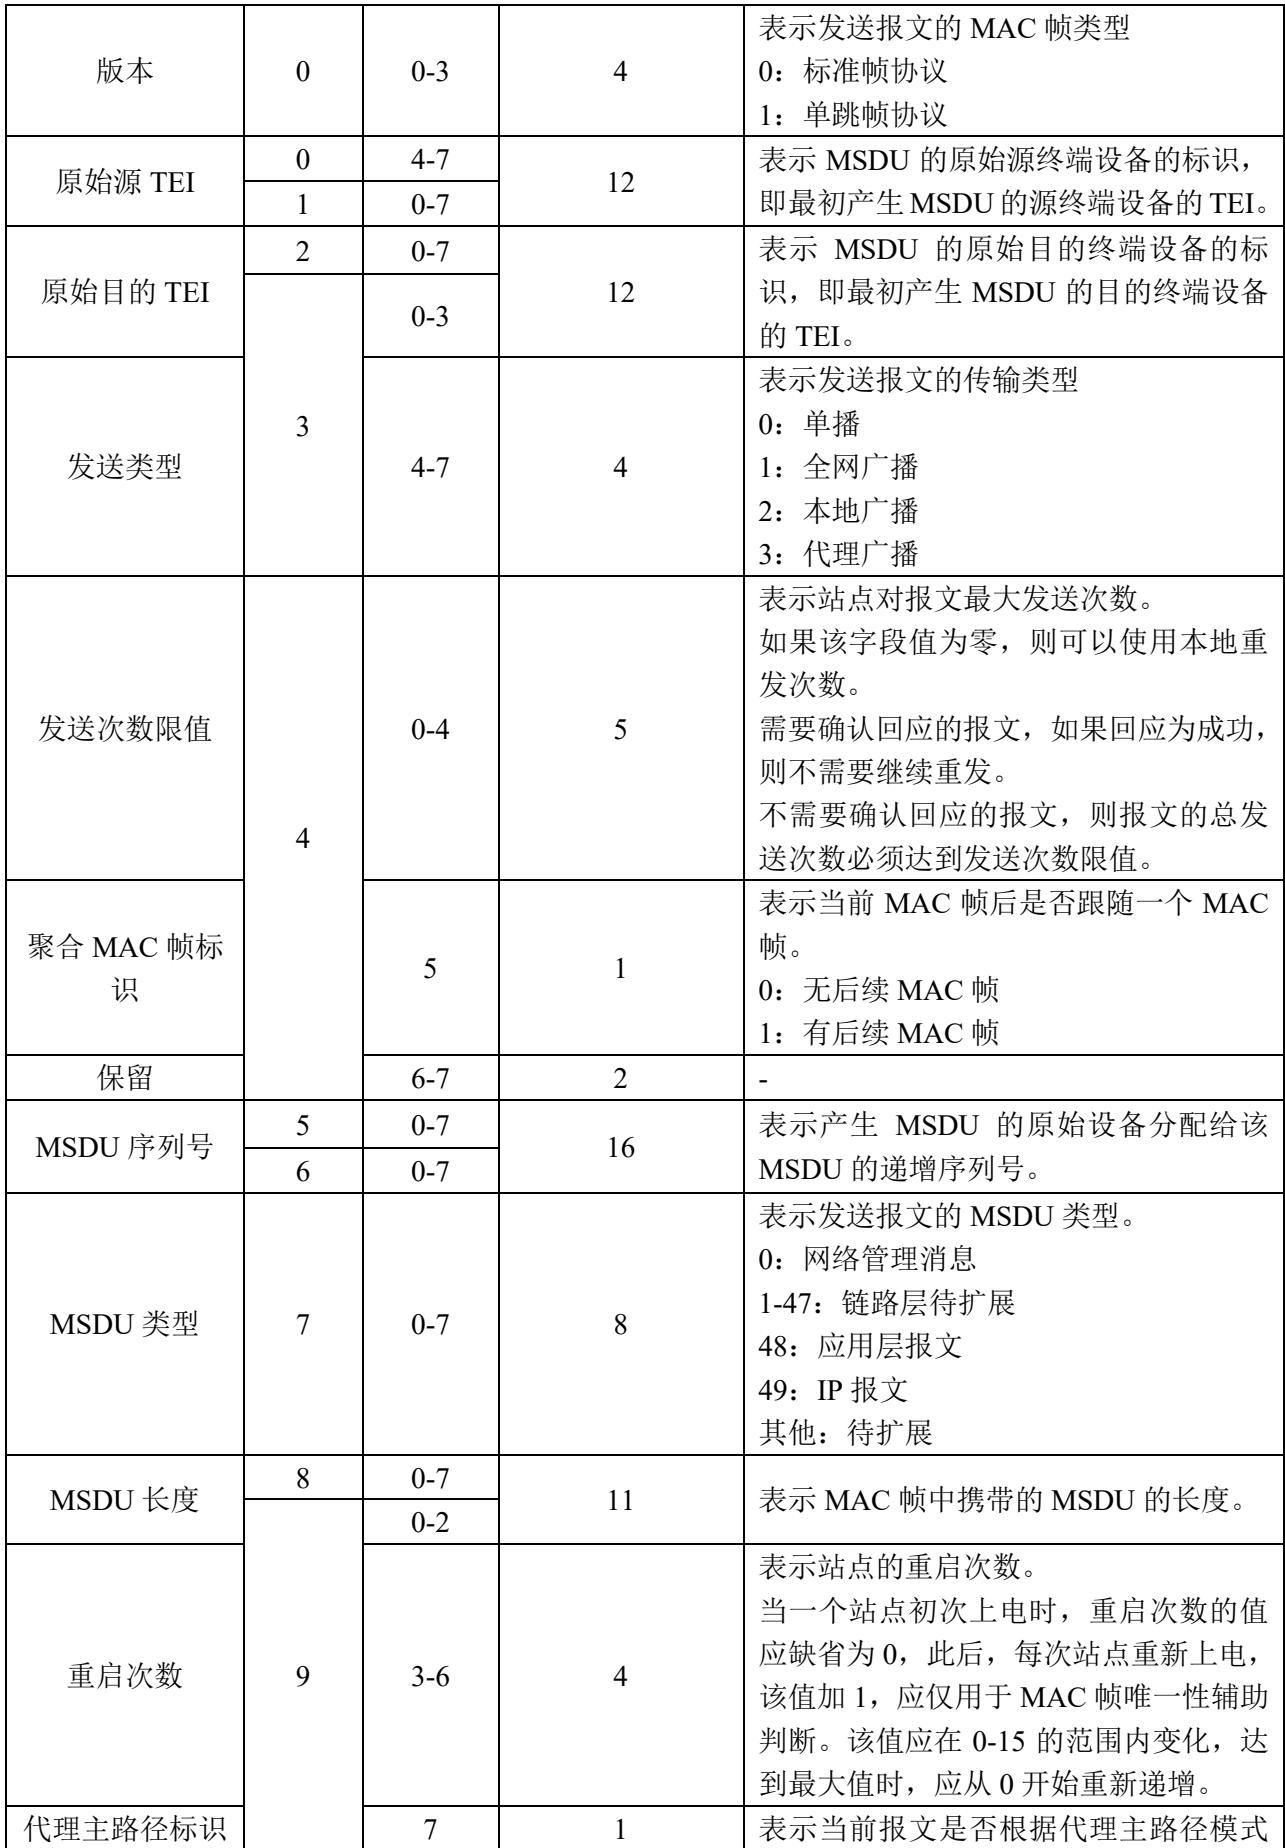 版本
0
0-3
4
表示发送报文的 MAC 帧类型
0：标准帧协议
1：单跳帧协议
原始源 TEI
0
4-7
1
0-7
12
表示 MSDU 的原始源终端设备的标识，
即最初产生 MSDU 的源终端设备的 TEI。
原始目的 TEI
2
0-7
3
0-3
12
表示 MSDU 的原始目的终端设备的标
识，即最初产生 MSDU 的目的终端设备
的 TEI。
发送类型
4-7
4
表示发送报文的传输类型
0：单播
1：全网广播
2：本地广播
3：代理广播
发送次数限值
4
0-4
5
表示站点对报文最大发送次数。
如果该字段值为零，则可以使用本地重
发次数。
需要确认回应的报文，如果回应为成功，
则不需要继续重发。
不需要确认回应的报文，则报文的总发
送次数必须达到发送次数限值。
聚合 MAC 帧标
识
5
1
表示当前 MAC 帧后是否跟随一个 MAC
帧。
0：无后续 MAC 帧
1：有后续 MAC 帧
保留
6-7
2
-
MSDU 序列号
5
0-7
6
0-7
16
表示产生 MSDU 的原始设备分配给该
MSDU 的递增序列号。
MSDU 类型
7
0-7
8
表示发送报文的 MSDU 类型。
0：网络管理消息
1-47：链路层待扩展
48：应用层报文
49：IP 报文
其他：待扩展
MSDU 长度
8
0-7
0-2
11
表示 MAC 帧中携带的 MSDU 的长度。
重启次数
9
3-6
4
表示站点的重启次数。
当一个站点初次上电时，重启次数的值
应缺省为 0，此后，每次站点重新上电，
该值加 1，应仅用于 MAC 帧唯一性辅助
判断。该值应在 0-15 的范围内变化，达
到最大值时，应从 0 开始重新递增。
代理主路径标识
7
1
表示当前报文是否根据代理主路径模式